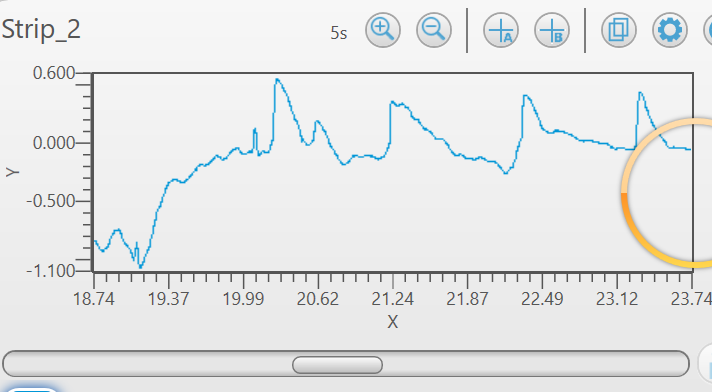 Strip_2
5s
A
B
0.600
0.000
-0.500
-1.100
Y
18.74 19.37 19.99 20.62 21.24 21.87 22.49 23.12 23.74
X